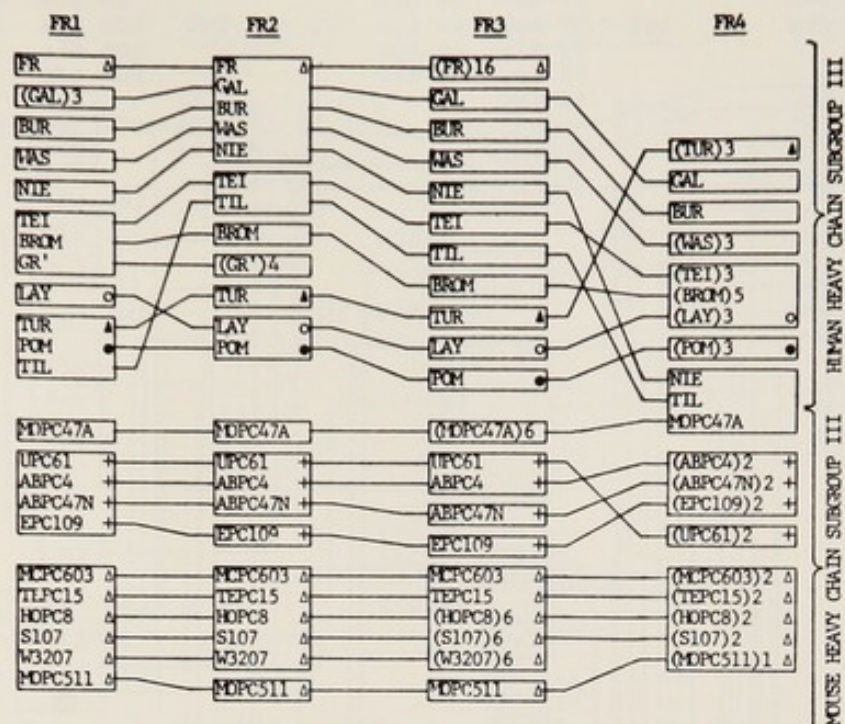 FR1 FR2 FR3 FR4
FR FR (FR)16
(GAL)3 GAL GAL
BUR BUR BUR
WAS WAS WAS (TUR)3
NIE NIE NIE GAL
TEI TEI TEI BUR
BROM TIL TIL (WAS)3
GR' BROM BROM (TEI)3
LAY (GR')4 TUR (BROM)5
TUR TUR LAY (LAY)3
POM LAY POM (POM)3
TIL POM NIE
TIL
MOPC47A MOPC47A (MOPC47A)6 MOPC47A
UPC61 UPC61 UPC61 (ABPC4)2
ABPC4 ABPC4 ABPC4 (ABPC47N)2
ABPC47N ABPC47N ABPC47N (EPC109)2
EPC109 EPC109 EPC109 (UPC61)2
MCPC603 MCPC603 MCPC603 (MCPC603)2
TEPC15 TEPC15 TEPC15 (TEPC15)2
HOPC8 HOPC8 (HOPC8)6 (HOPC8)2
S107 S107 (S107)6 (S107)2
W3207 W3207 (W3207)6 (MOPC511)1
MOPC511 MOPC511 MOPC511
HUMAN HEAVY CHAIN SUBGROUP III
MOUSE HEAVY CHAIN SUBGROUP III